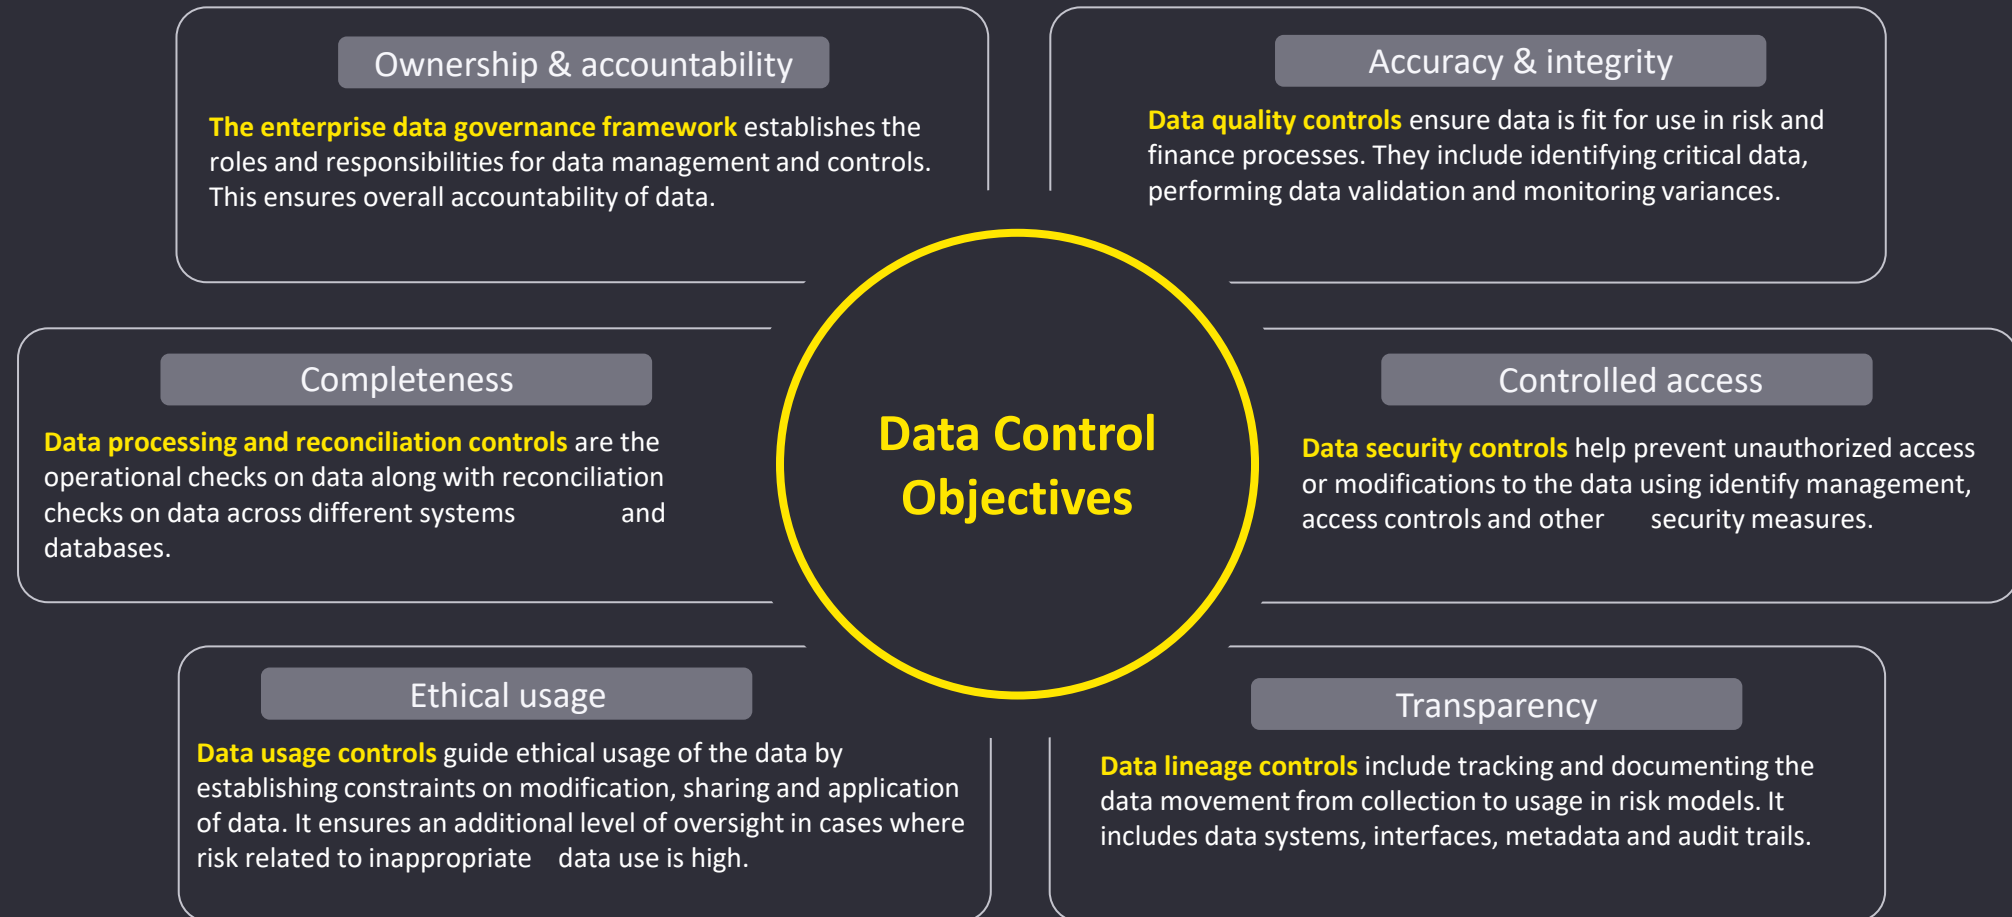 Ownership & accountability
The enterprise data governance framework establishes the
roles and responsibilities for data management and controls.
This ensures overall accountability of data.
Accuracy & integrity
Data quality controls ensure data is fit for use in risk and
finance processes. They include identifying critical data,
performing data validation and monitoring variances.
Completeness
Data processing and reconciliation controls are the
operational checks on data along with reconciliation
checks on data across different systems and
databases.
Data Control
Objectives
Controlled access
Data security controls help prevent unauthorized access
or modifications to the data using identify management,
access controls and other security measures.
Ethical usage
Data usage controls guide ethical usage of the data by
establishing constraints on modification, sharing and application
of data. It ensures an additional level of oversight in cases where
risk related to inappropriate data use is high.
Transparency
Data lineage controls include tracking and documenting the
data movement from collection to usage in risk models. It
includes data systems, interfaces, metadata and audit trails.